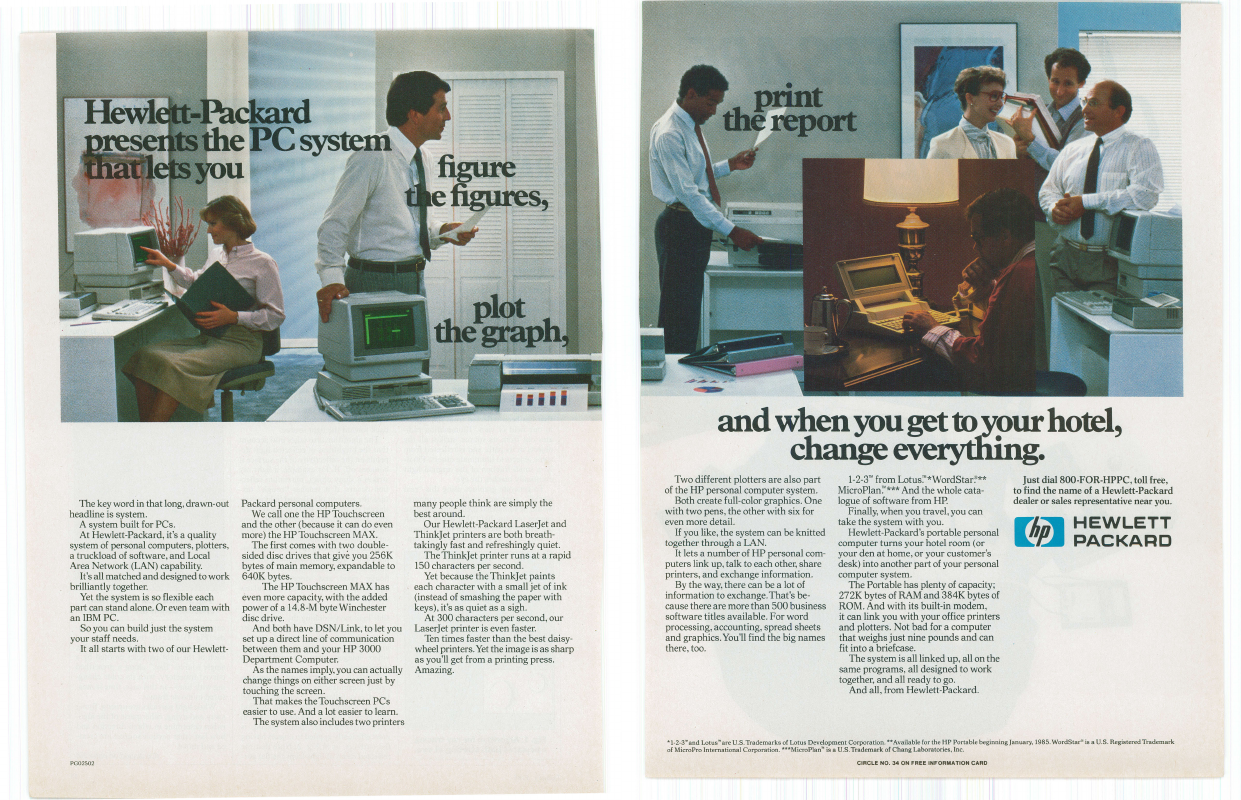 Hewlett-Packard
presents the PC system
that lets you
figure
the figures,
plot
the graph,
The key word in that long, drawn-out
headline is system.
A system built for PCs.
At Hewlett-Packard, it's a quality
system of personal computers, plotters,
a truckload of software, and Local
Area Network (LAN) capability.
It's all matched and designed to work
brilliantly together.
Yet the system is so flexible each
part can stand alone. Or even team with
an IBM PC.
So you can build just the system
your staff needs.
It all starts with two of our Hewlett-
Packard personal computers.
We call one the HP Touchscreen
and the other (because it can do even
more) the HP Touchscreen MAX.
The first comes with two double-
sided disc drives that give you 256K
bytes of main memory, expandable to
640K bytes.
The HP Touchscreen MAX has
even more capacity, with the added
power of a 14.8-M byte Winchester
disc drive.
And both have DSN/Link, to let you
set up a direct line of communication
between them and your HP 3000
Department Computer.
As the names imply, you can actually
change things on either screen just by
touching the screen.
That makes the Touchscreen PCs
easier to use. And a lot easier to learn.
The system also includes two printers
many people think are simply the
best around.
Our Hewlett-Packard LaserJet and
ThinkJet printers are both breath-
takingly fast and refreshingly quiet.
The ThinkJet printer runs at a rapid
150 characters per second.
Yet because the ThinkJet paints
each character with a small jet of ink
(instead of smashing the paper with
keys), it's as quiet as a sigh.
At 300 characters per second, our
LaserJet printer is even faster.
Ten times faster than the best daisy-
wheel printers. Yet the image is as sharp
as you'll get from a printing press.
Amazing.
PG02502
print
the report
and when you get to your hotel,
change everything.
Two different plotters are also part
of the HP personal computer system.
Both create full-color graphics. One
with two pens, the other with six for
even more detail.
If you like, the system can be knitted
together through a LAN.
It lets a number of HP personal com-
puters link up, talk to each other, share
printers, and exchange information.
By the way, there can be a lot of
information to exchange. That's be-
cause there are more than 500 business
software titles available. For word
processing, accounting, spread sheets
and graphics. You'll find the big names
there, too.
1-2-3™ from Lotus™.* WordStar®.**
MicroPlan™.*** And the whole cata-
logue of software from HP.
Finally, when you travel, you can
take the system with you.
Hewlett-Packard's portable personal
computer turns your hotel room (or
your den at home, or your customer's
desk) into another part of your personal
computer system.
The Portable has plenty of capacity;
272K bytes of RAM and 384K bytes of
ROM. And with its built-in modem,
it can link you with your office printers
and plotters. Not bad for a computer
that weighs just nine pounds and can
fit into a briefcase.
The system is all linked up, all on the
same programs, all designed to work
together, and all ready to go.
And all, from Hewlett-Packard.
Just dial 800-FOR-HPPC, toll free,
to find the name of a Hewlett-Packard
dealer or sales representative near you.
hp HEWLETT
PACKARD
*1-2-3™ and Lotus™ are U.S. Trademarks of Lotus Development Corporation. **Available for the HP Portable beginning January, 1985. WordStar® is a U.S. Registered Trademark
of MicroPro International Corporation. ***MicroPlan™ is a U.S. Trademark of Chang Laboratories, Inc.
CIRCLE NO. 34 ON FREE INFORMATION CARD